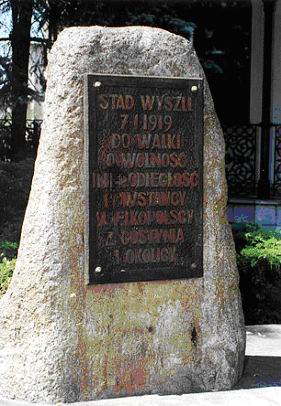 STĄD WYSZLI
7·I·1919
DO WALKI
O WOLNOŚĆ
I NIEPODLEGŁOŚĆ
POWSTAŃCY
WIELKOPOLSCY
Z GOSTYNIA
I OKOLICY